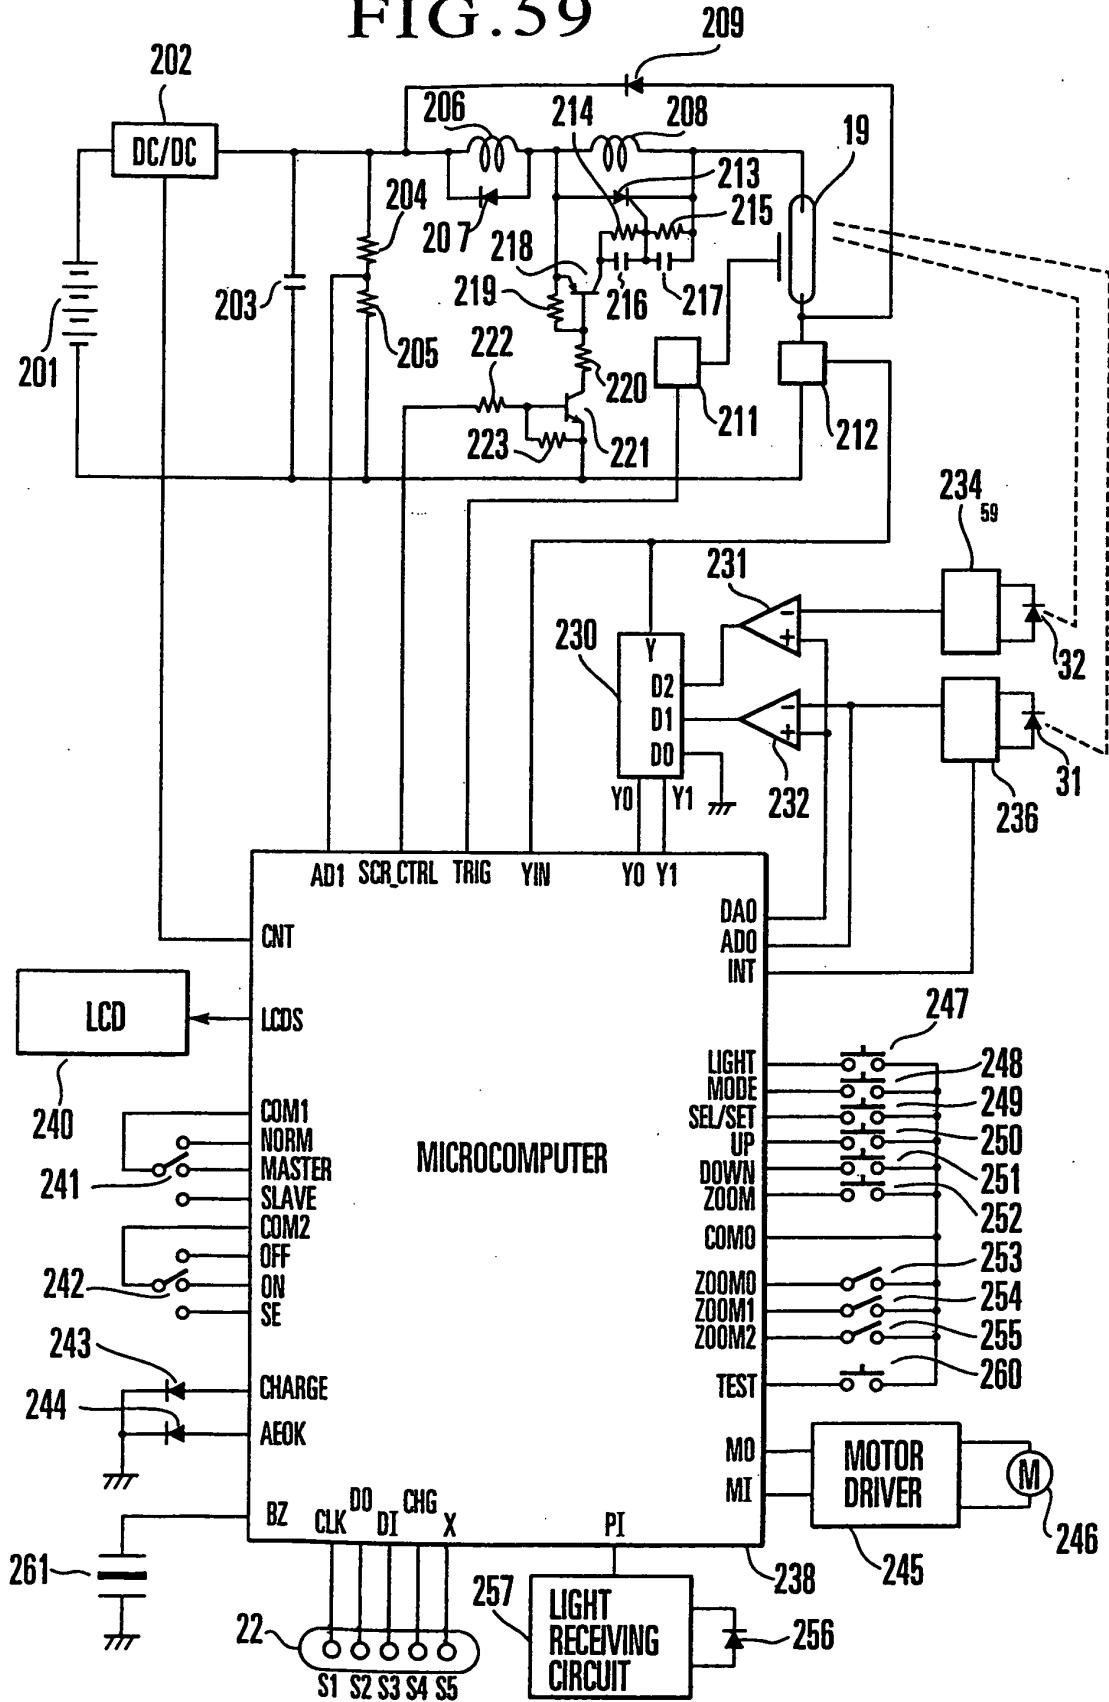 FIG.59
209
202
206
214
208
19
DC/DC
213
204
207
215
218
203
219
216
217
201
205
222
220
211
212
223
221
234
59
231
230
Y
32
D2
D1
D0
232
31
236
Y0
Y1
AD1
SCR_CTRL
TRIG
YIN
Y0
Y1
DA0
AD0
INT
CNT
LCD
LCDS
240
247
LIGHT
248
MODE
249
SEL/SET
250
UP
251
DOWN
252
ZOOM
COM0
COM1
NORM
MASTER
SLAVE
241
MICROCOMPUTER
COM2
OFF
ON
SE
242
253
ZOOM0
254
ZOOM1
255
ZOOM2
260
TEST
243
CHARGE
244
AEOK
M0
MI
MOTOR
DRIVER
M
246
245
BZ
CLK
DO
DI
CHG
X
PI
238
261
22
S1
S2
S3
S4
S5
257
LIGHT
RECEIVING
CIRCUIT
256